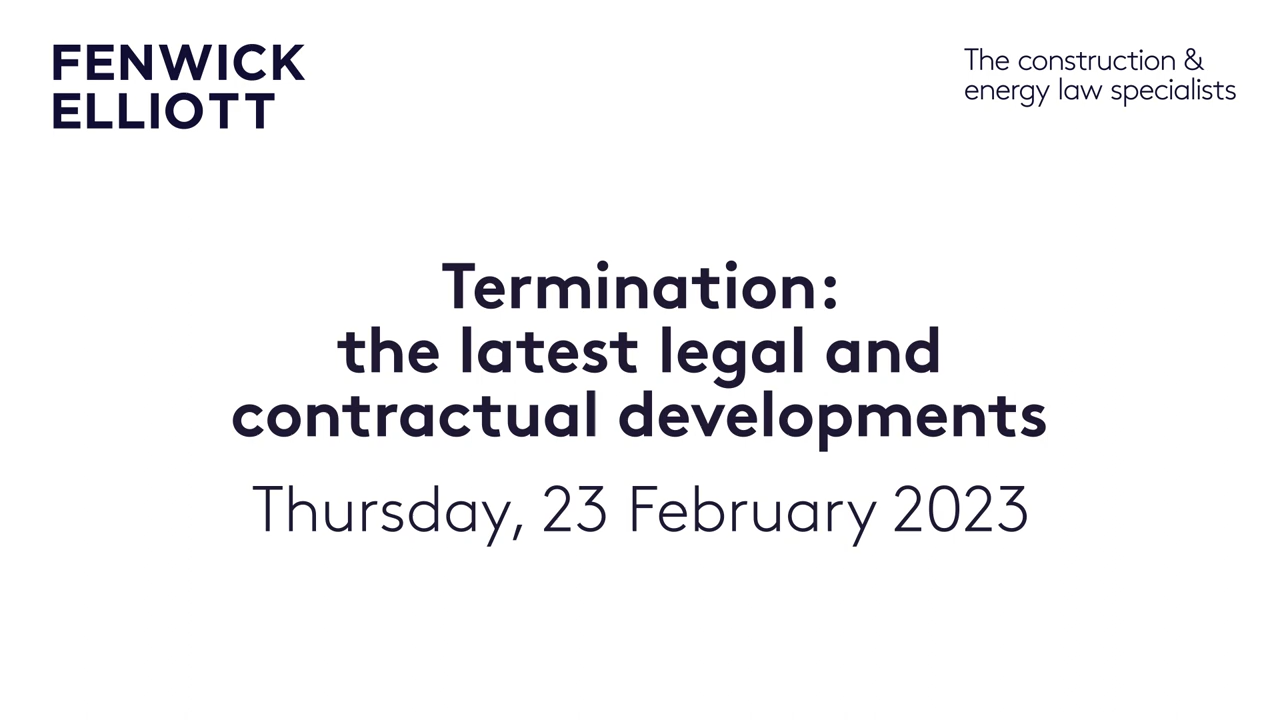 FENWICK
ELLIOTT
The construction &
energy law specialists
Termination:
the latest legal and
contractual developments
Thursday, 23 February 2023